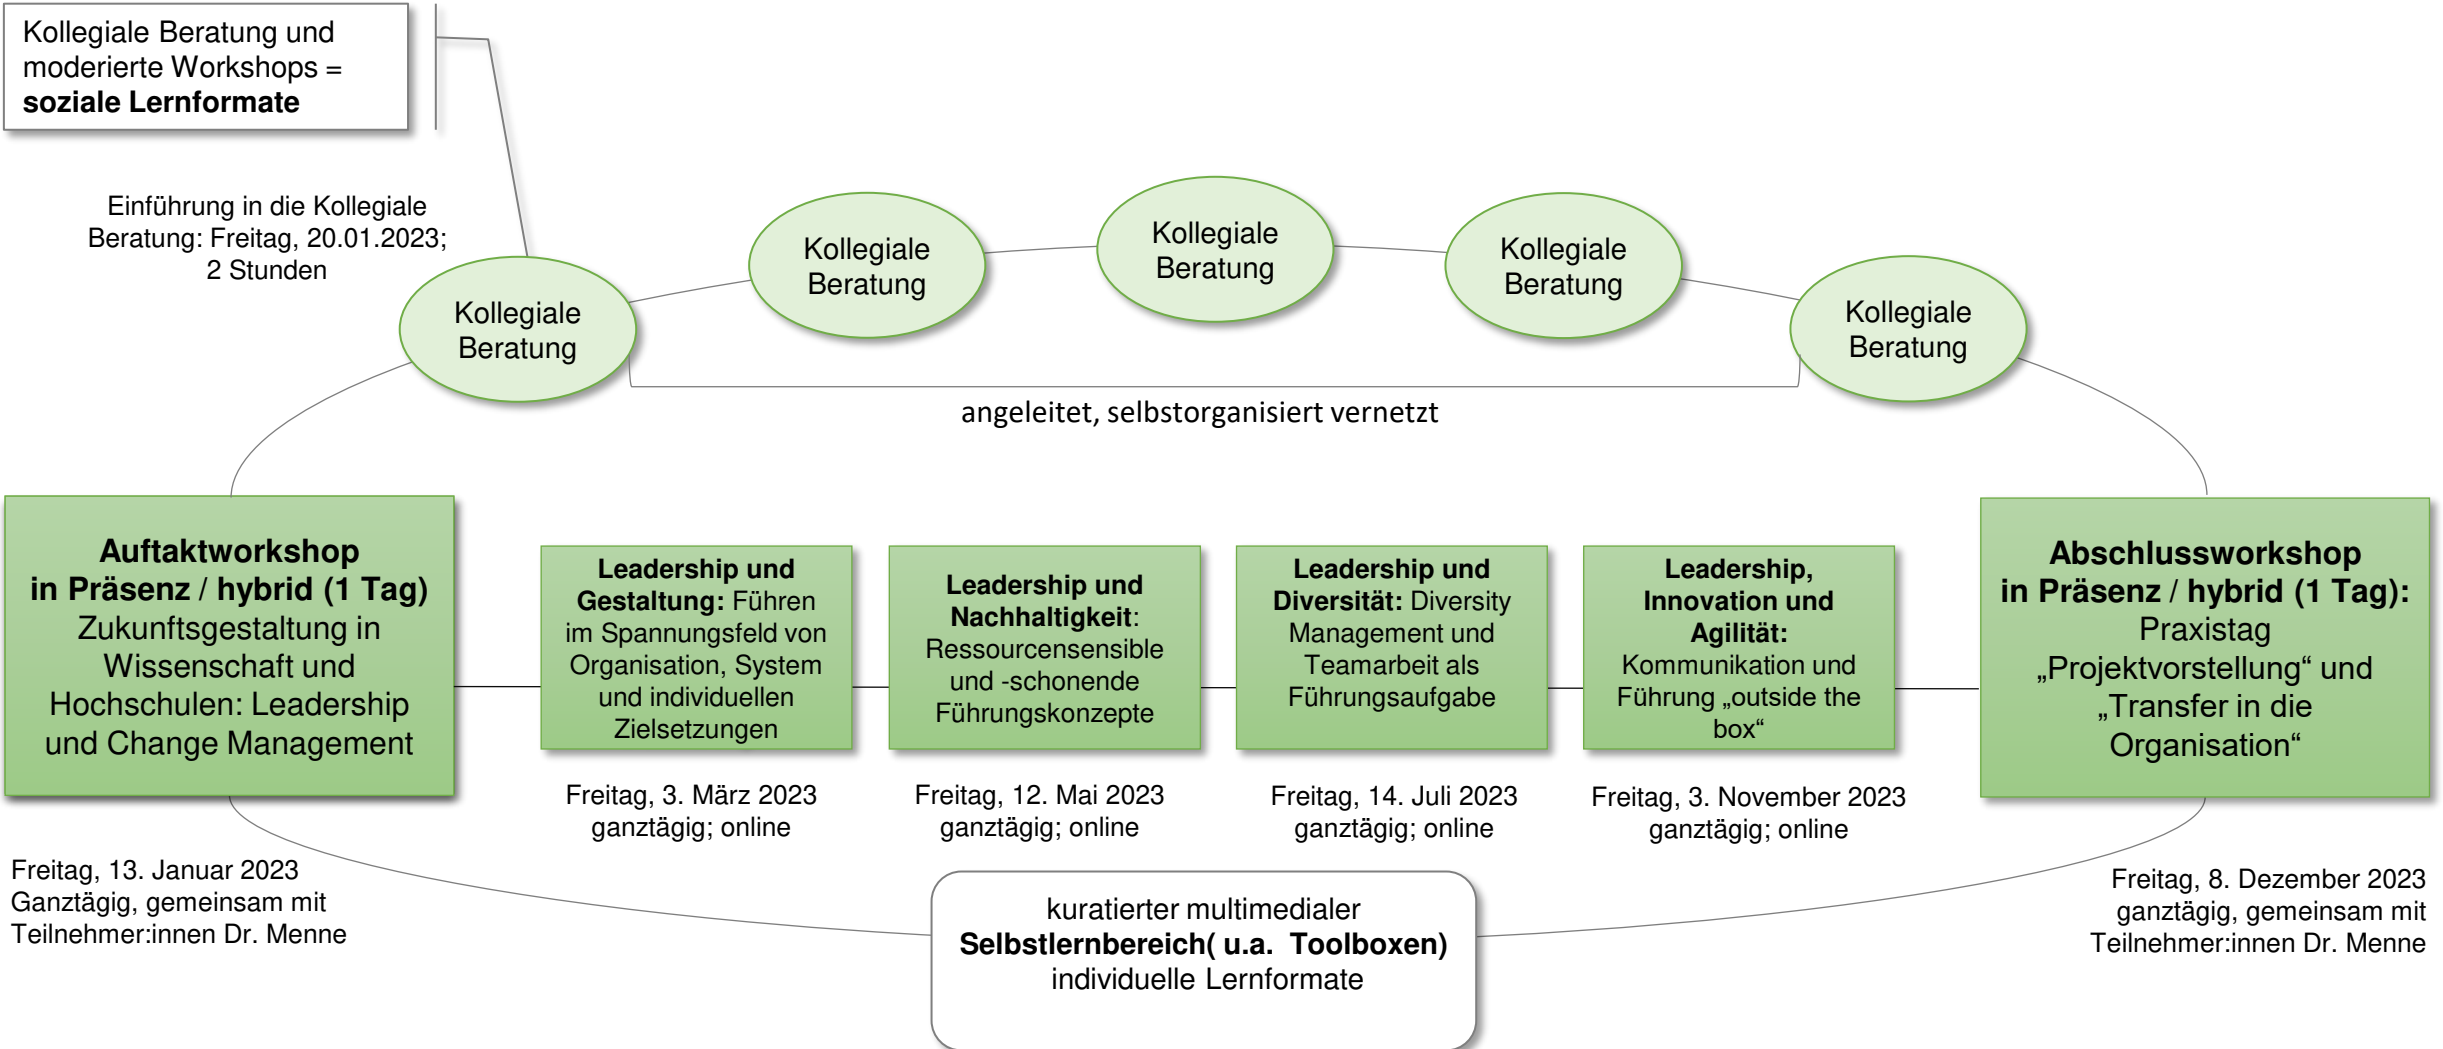 Kollegiale Beratung und
moderierte Workshops =
soziale Lernformate
Einführung in die Kollegiale
Beratung: Freitag, 20.01.2023;
2 Stunden
Kollegiale
Beratung
Kollegiale
Beratung
Kollegiale
Beratung
Kollegiale
Beratung
Kollegiale
Beratung
angeleitet, selbstorganisiert vernetzt
Auftaktworkshop
in Präsenz / hybrid (1 Tag)
Zukunftsgestaltung in
Wissenschaft und
Hochschulen: Leadership
und Change Management
Leadership und
Gestaltung: Führen
im Spannungsfeld von
Organisation, System
und individuellen
Zielsetzungen
Leadership und
Nachhaltigkeit:
Ressourcensensible
und -schonende
Führungskonzepte
Leadership und
Diversität: Diversity
Management und
Teamarbeit als
Führungsaufgabe
Leadership,
Innovation und
Agilität:
Kommunikation und
Führung „outside the
box“
Abschlussworkshop
in Präsenz / hybrid (1 Tag):
Praxistag
„Projektvorstellung“ und
„Transfer in die
Organisation“
Freitag, 3. März 2023
ganztägig; online
Freitag, 12. Mai 2023
ganztägig; online
Freitag, 14. Juli 2023
ganztägig; online
Freitag, 3. November 2023
ganztägig; online
Freitag, 13. Januar 2023
Ganztägig, gemeinsam mit
Teilnehmer:innen Dr. Menne
kuratierter multimedialer
Selbstlernbereich( u.a. Toolboxen)
individuelle Lernformate
Freitag, 8. Dezember 2023
ganztägig, gemeinsam mit
Teilnehmer:innen Dr. Menne